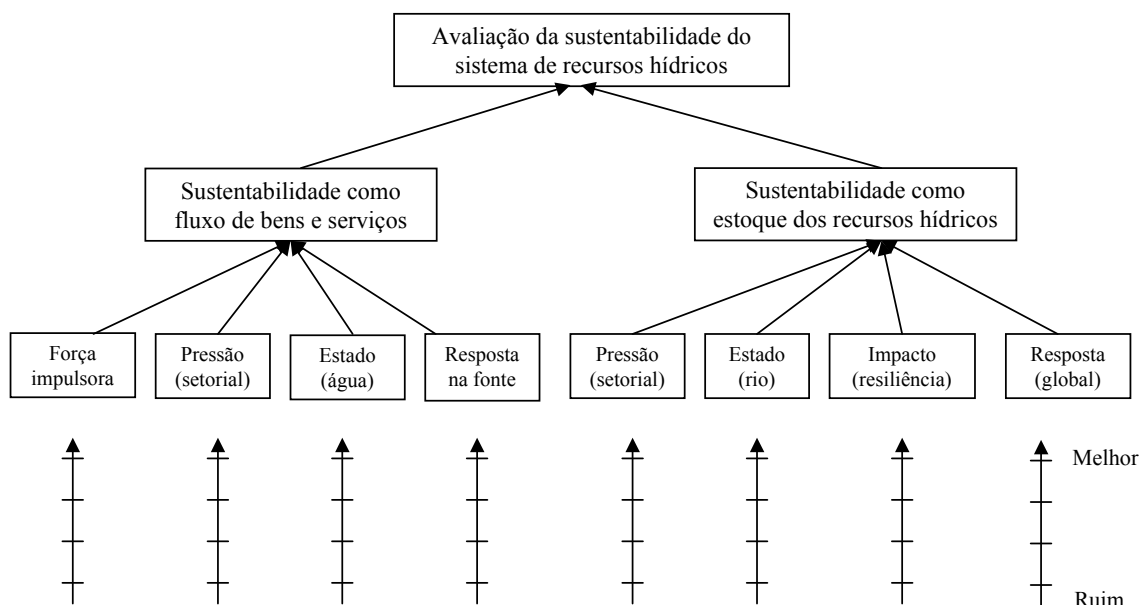 Avaliação da sustentabilidade do
sistema de recursos hídricos
Sustentabilidade como
fluxo de bens e serviços
Sustentabilidade como
estoque dos recursos hídricos
Força
impulsora
Pressão
(setorial)
Estado
(água)
Resposta
na fonte
Pressão
(setorial)
Estado
(rio)
Impacto
(resiliência)
Resposta
(global)
Melhor
Ruim